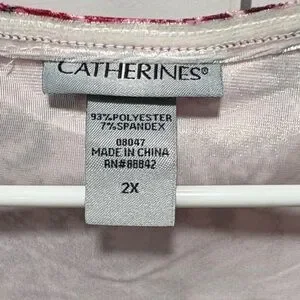 CATHERINES®
93%POLYESTER
7%SPANDEX
08047
MADE IN CHINA
RN#88842
2X